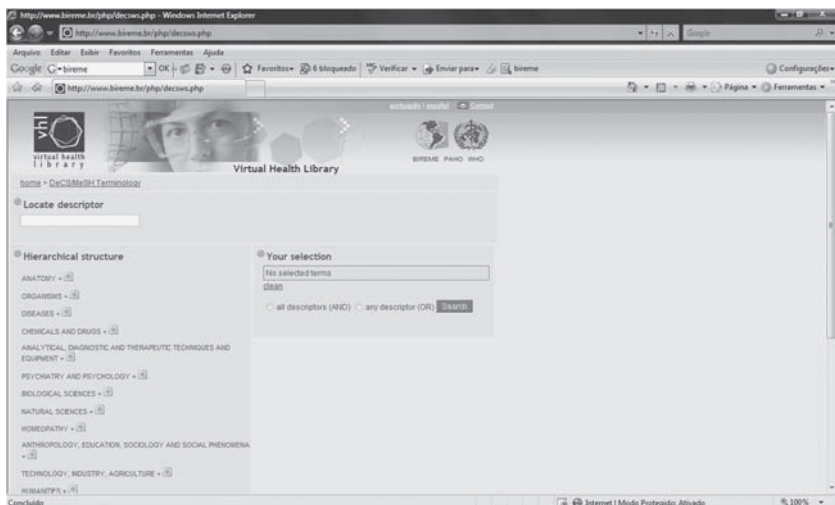 http://www.bireme.br/php/decsws.php - Windows Internet Explorer
http://www.bireme.br/php/decsws.php
Google
Arquivo Editar Exibir Favoritos Ferramentas Ajuda
Google bireme OK Favoritos 6 bloqueado Verificar Enviar para bireme Configurações
http://www.bireme.br/php/decsws.php Página Ferramentas
português | español Contact
vhl
virtual health
library
Virtual Health Library
BIREME PAHO WHO
home > DeCS/MeSH Terminology
Locate descriptor
Hierarchical structure
Your selection
No selected terms
clean
all descriptors (AND) any descriptor (OR) Search
ANATOMY +
ORGANISMS +
DISEASES +
CHEMICALS AND DRUGS +
ANALYTICAL, DIAGNOSTIC AND THERAPEUTIC TECHNIQUES AND
EQUIPMENT +
PSYCHIATRY AND PSYCHOLOGY +
BIOLOGICAL SCIENCES +
NATURAL SCIENCES +
HOMEOPATHY +
ANTHROPOLOGY, EDUCATION, SOCIOLOGY AND SOCIAL PHENOMENA
+
TECHNOLOGY, INDUSTRY, AGRICULTURE +
HUMANITIES +
Concluído Internet | Modo Protegido: Ativado 100%